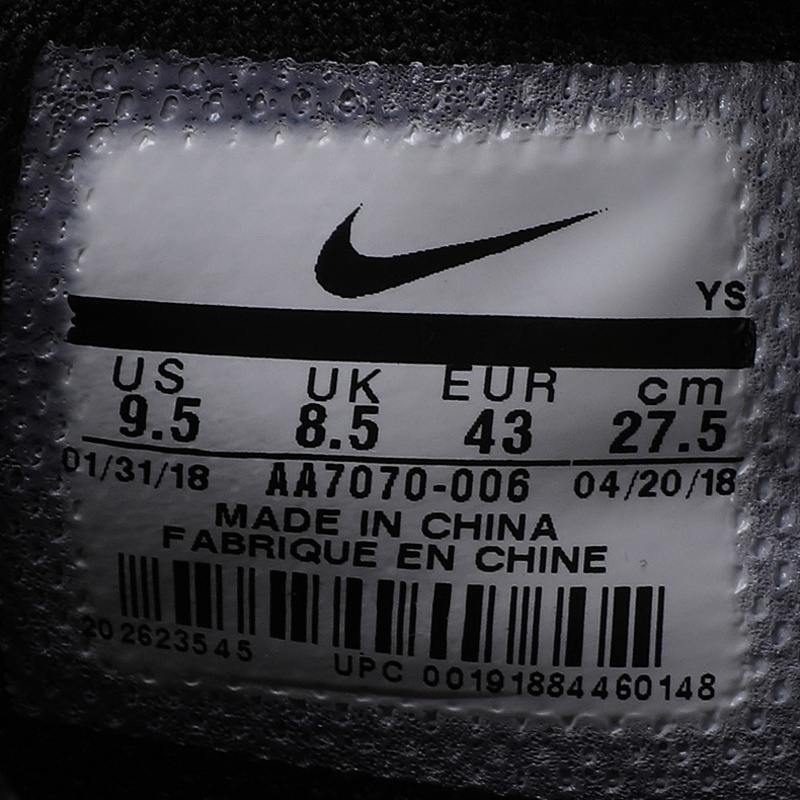 YS
US UK EUR cm
9.5 8.5 43 27.5
01/31/18 AA7070-006 04/20/18
MADE IN CHINA
FABRIQUE EN CHINE
202623545 UPC 00191884460148